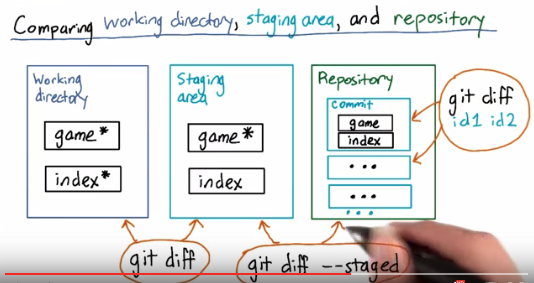 Comparing working directory, staging area, and repository
Working
directory
game*
index*
Staging
area
game*
index
Repository
Commit
game
index
...
...
...
git diff
id1 id2
git diff
git diff --staged